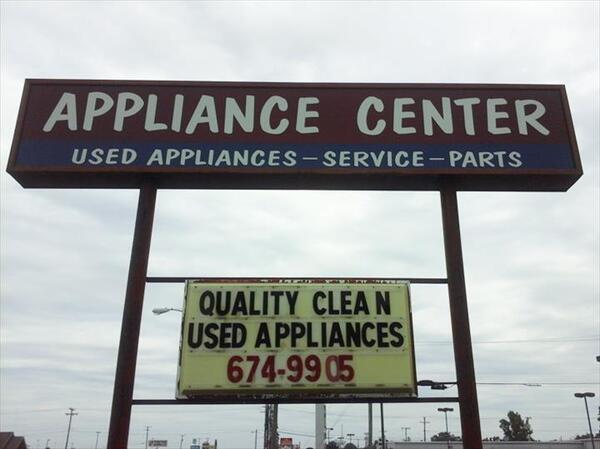 APPLIANCE CENTER
USED APPLIANCES - SERVICE - PARTS
QUALITY CLEAN
USED APPLIANCES
674-9905